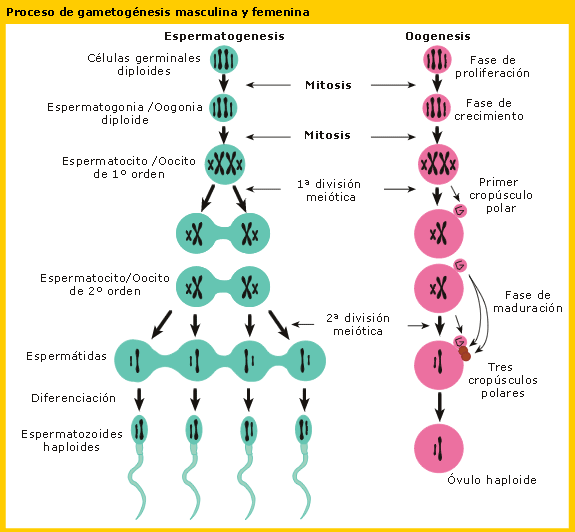 Proceso de gametogénesis masculina y femenina
Espermatogenesis
Oogenesis
Células germinales
diploides
Fase de
proliferación
Mitosis
Espermatogonia /Oogonia
diploide
Fase de
crecimiento
Mitosis
Espermatocito /Oocito
de 1º orden
1ª división
meiótica
Primer
cropúsculo
polar
G
Espermatocito/Oocito
de 2º orden
G
Fase de
maduración
2ª división
meiótica
G
Espermátidas
Tres
cropúsculos
polares
Diferenciación
Espermatozoides
haploides
Óvulo haploide